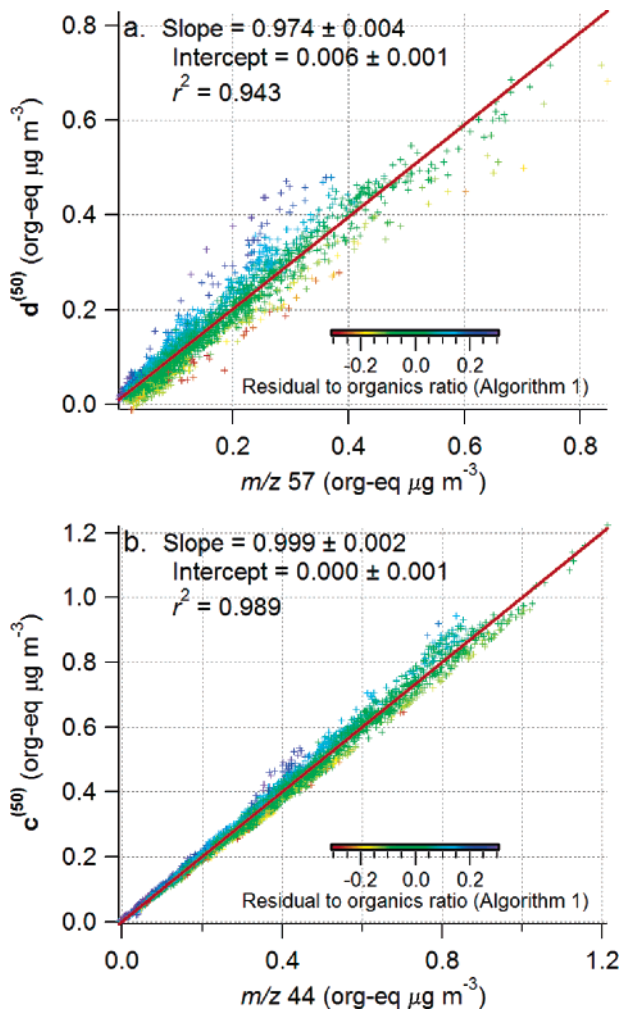 a. Slope = 0.974 ± 0.004
Intercept = 0.006 ± 0.001
r² = 0.943
0.8
0.6
0.4
0.2
0.0
d⁽⁵⁰⁾ (org-eq µg m⁻³)
-0.2 0.0 0.2
Residual to organics ratio (Algorithm 1)
0.2 0.4 0.6 0.8
m/z 57 (org-eq µg m⁻³)
b. Slope = 0.999 ± 0.002
Intercept = 0.000 ± 0.001
r² = 0.989
1.2
1.0
0.8
0.6
0.4
0.2
0.0
c⁽⁵⁰⁾ (org-eq µg m⁻³)
-0.2 0.0 0.2
Residual to organics ratio (Algorithm 1)
0.0 0.4 0.8 1.2
m/z 44 (org-eq µg m⁻³)